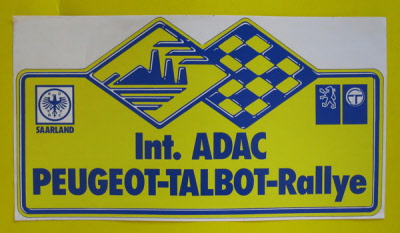 SAARLAND
Int. ADAC
PEUGEOT-TALBOT-Rallye